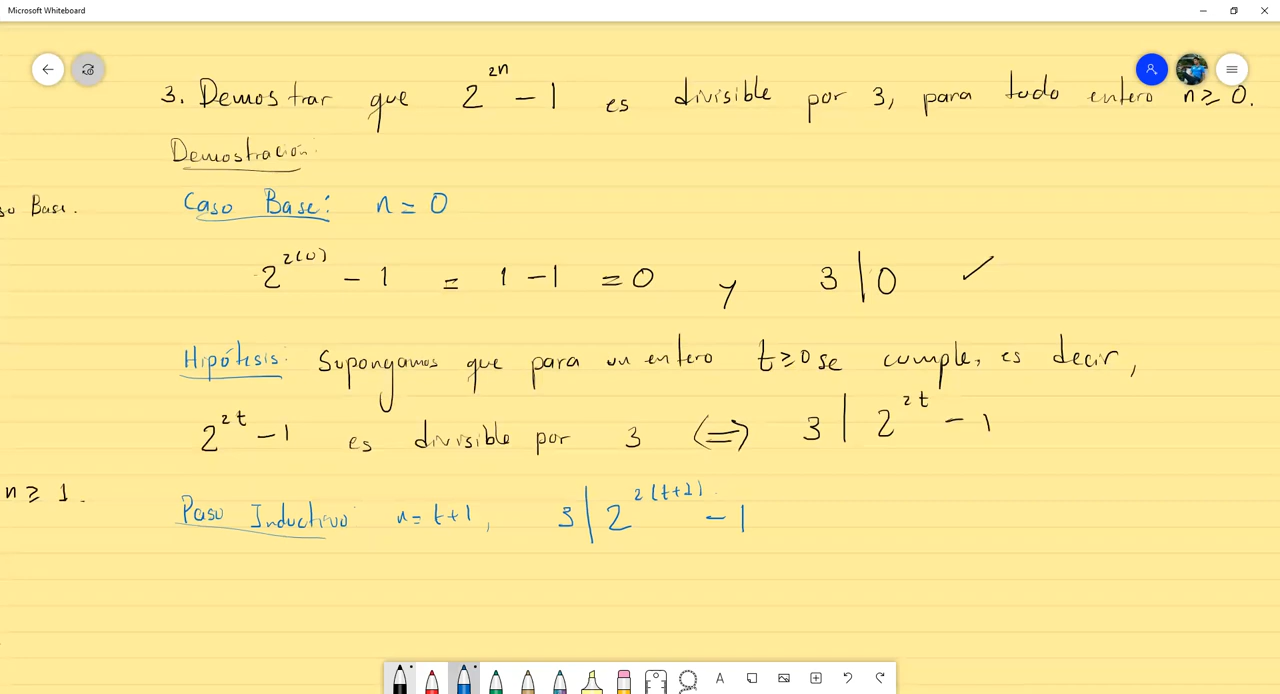 Microsoft Whiteboard
3. Demostrar que 2^{2n} - 1 es divisible por 3, para todo entero n ≥ 0.
Demostración:
Base.
Caso Base: n = 0
2^{2(0)} - 1 = 1 - 1 = 0 y 3 | 0 ✓
Hipótesis: Supongamos que para un entero t ≥ 0 se cumple, es decir,
2^{2t} - 1 es divisible por 3 ⟺ 3 | 2^{2t} - 1
n ≥ 1.
Paso Inductivo: n = t+1, 3 | 2^{2(t+1)} - 1
A